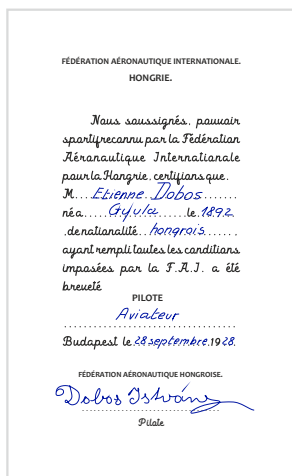 FÉDÉRATION AÉRONAUTIQUE INTERNATIONALE.
HONGRIE.
Nous soussignés, pouvoir
sportif reconnu par la Fédération
Aéronautique Internationale
pour la Hongrie, certifions que.
M....Etienne Dobos........
né a.....Gyula......le 1892
,de nationalité...hongrois......,
ayant rempli toutes les conditions
imposées par la F.A.I. a été
breveté
PILOTE
Aviateur
Budapest le 28 septembre.1928.
FÉDÉRATION AÉRONAUTIQUE HONGROISE.
Dobos István
Pilate